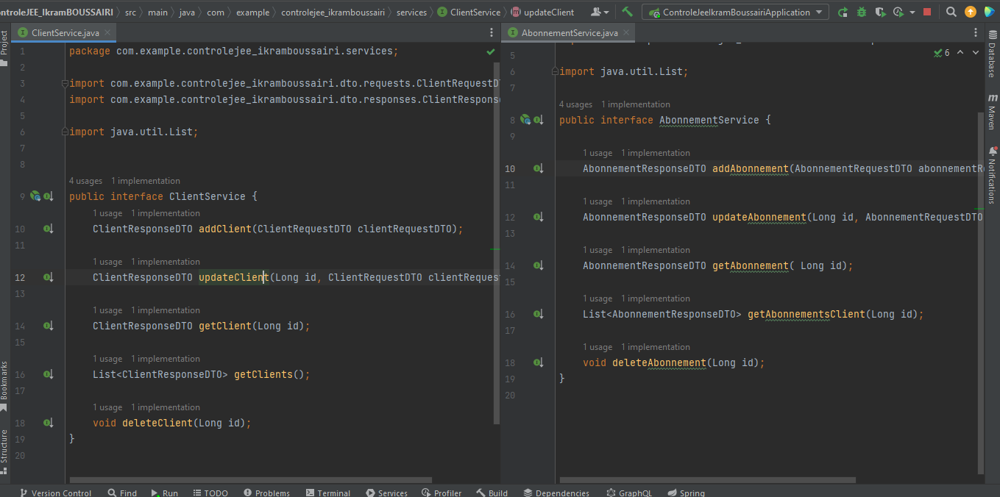 ntroleJEE_IkramBOUSSAIRI src main java com example controlejee_ikramboussairi services ClientService updateClient ControleJeeIkramBoussairiApplication
ClientService.java
AbonnementService.java
Project
Bookmarks
Structure
1 package com.example.controlejee_ikramboussairi.services;
2
3 import com.example.controlejee_ikramboussairi.dto.requests.ClientRequestD
4 import com.example.controlejee_ikramboussairi.dto.responses.ClientRespons
5
6 import java.util.List;
7
8
4 usages 1 implementation
9 public interface ClientService {
1 usage 1 implementation
10 ClientResponseDTO addClient(ClientRequestDTO clientRequestDTO);
11
1 usage 1 implementation
12 ClientResponseDTO updateClient(Long id, ClientRequestDTO clientRequest
13
1 usage 1 implementation
14 ClientResponseDTO getClient(Long id);
15
1 usage 1 implementation
16 List<ClientResponseDTO> getClients();
17
1 usage 1 implementation
18 void deleteClient(Long id);
19 }
20
6
5
6 import java.util.List;
7
4 usages 1 implementation
8 public interface AbonnementService {
9
1 usage 1 implementation
10 AbonnementResponseDTO addAbonnement(AbonnementRequestDTO abonnementR
11
1 usage 1 implementation
12 AbonnementResponseDTO updateAbonnement(Long id, AbonnementRequestDTO
13
1 usage 1 implementation
14 AbonnementResponseDTO getAbonnement( Long id);
15
1 usage 1 implementation
16 List<AbonnementResponseDTO> getAbonnementsClient(Long id);
17
1 usage 1 implementation
18 void deleteAbonnement(Long id);
19 }
20
Database
m Maven
Notifications
Version Control Find Run TODO Problems Terminal Services Profiler Build Dependencies GraphQL Spring